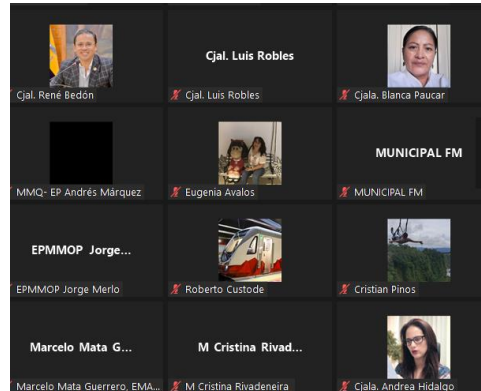 Cjal. Luis Robles
Cjal. René Bedón
Cjal. Luis Robles
Cjala. Blanca Paucar
MUNICIPAL FM
MMQ- EP Andrés Márquez
Eugenia Avalos
MUNICIPAL FM
EPMMOP Jorge...
EPMMOP Jorge Merlo
Roberto Custode
Cristian Pinos
Marcelo Mata G...
M Cristina Rivad...
Marcelo Mata Guerrero, EMA...
M Cristina Rivadeneira
Cjala. Andrea Hidalgo